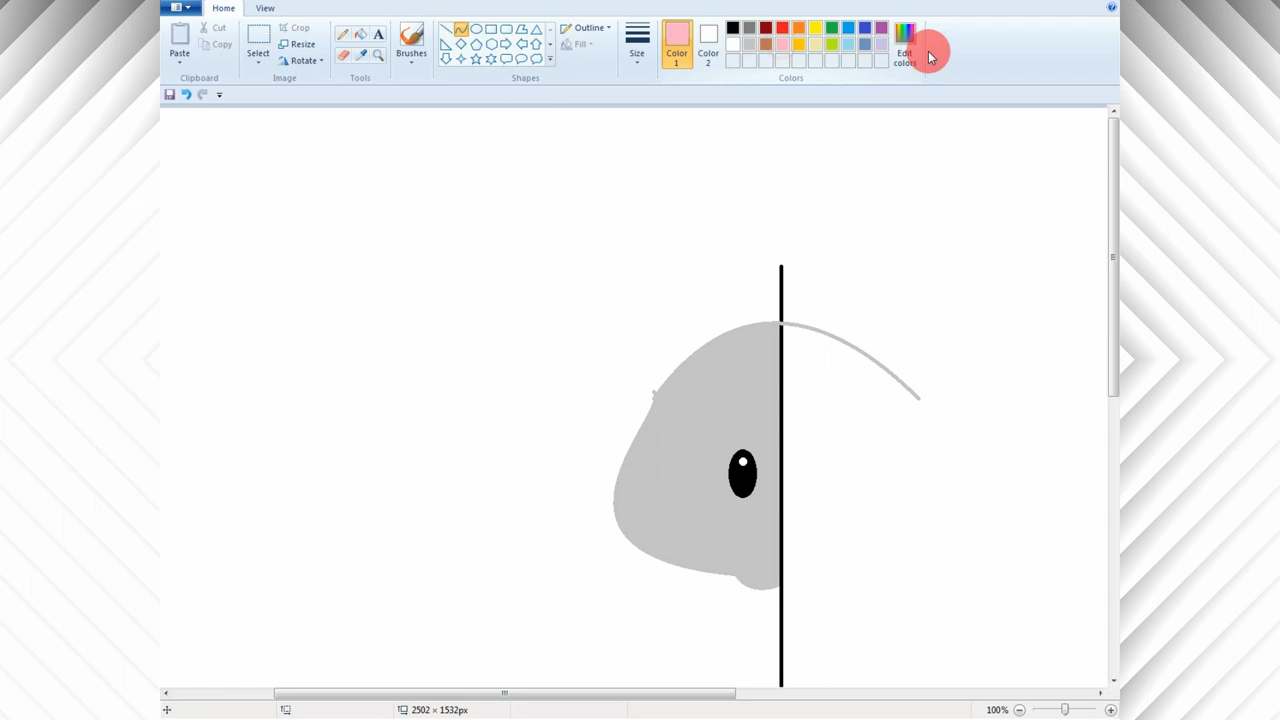 Home View
Paste
Cut
Copy
Clipboard
Select
Crop
Resize
Rotate
Image
A
Tools
Brushes
Outline
Fill
Shapes
Size
Color 1
Color 2
Edit colors
Colors
2502 × 1532px
100%